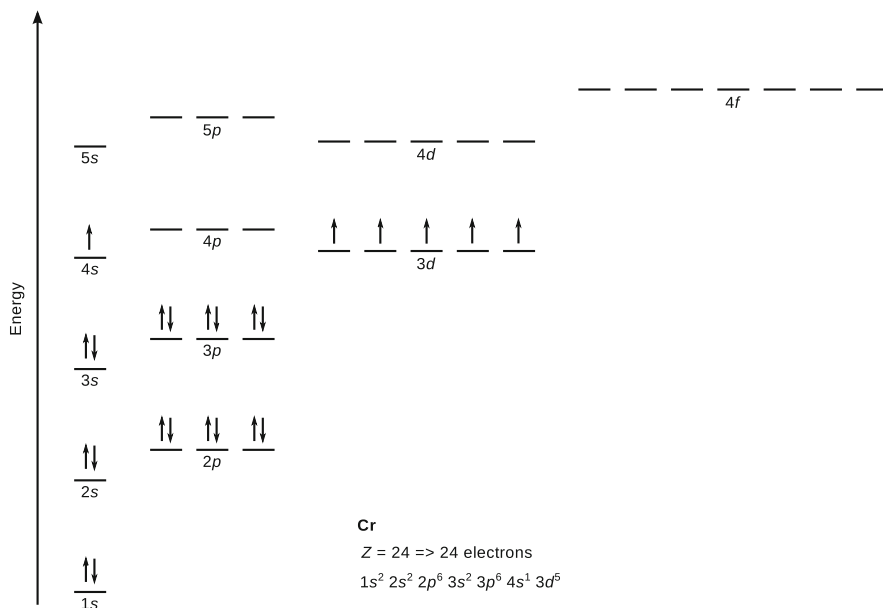 4f
5p
5s
4d
4p
4s
3d
Energy
3p
3s
2p
2s
Cr
Z = 24 => 24 electrons
1s² 2s² 2p⁶ 3s² 3p⁶ 4s¹ 3d⁵
1s